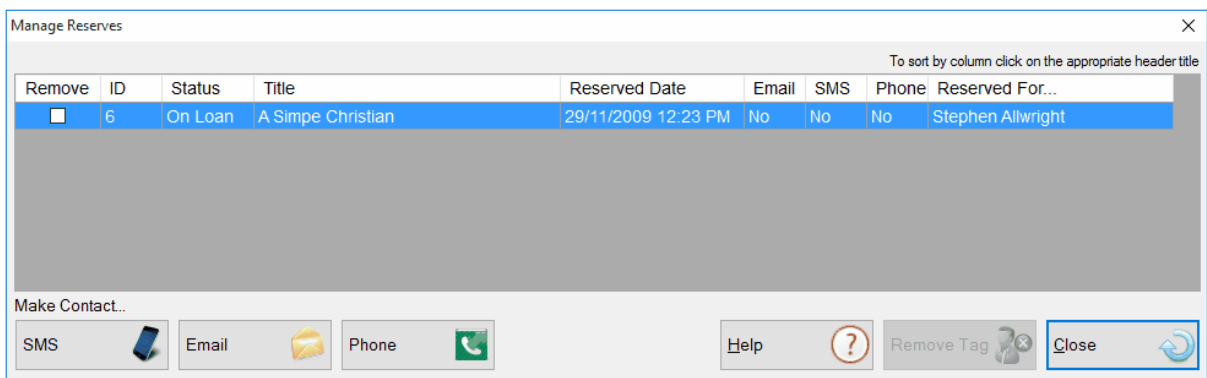 Manage Reserves
To sort by column click on the appropriate header title
Remove ID Status Title Reserved Date Email SMS Phone Reserved For...
6 On Loan A Simpe Christian 29/11/2009 12:23 PM No No No Stephen Allwright
Make Contact...
SMS Email Phone Help ? Remove Tag Close